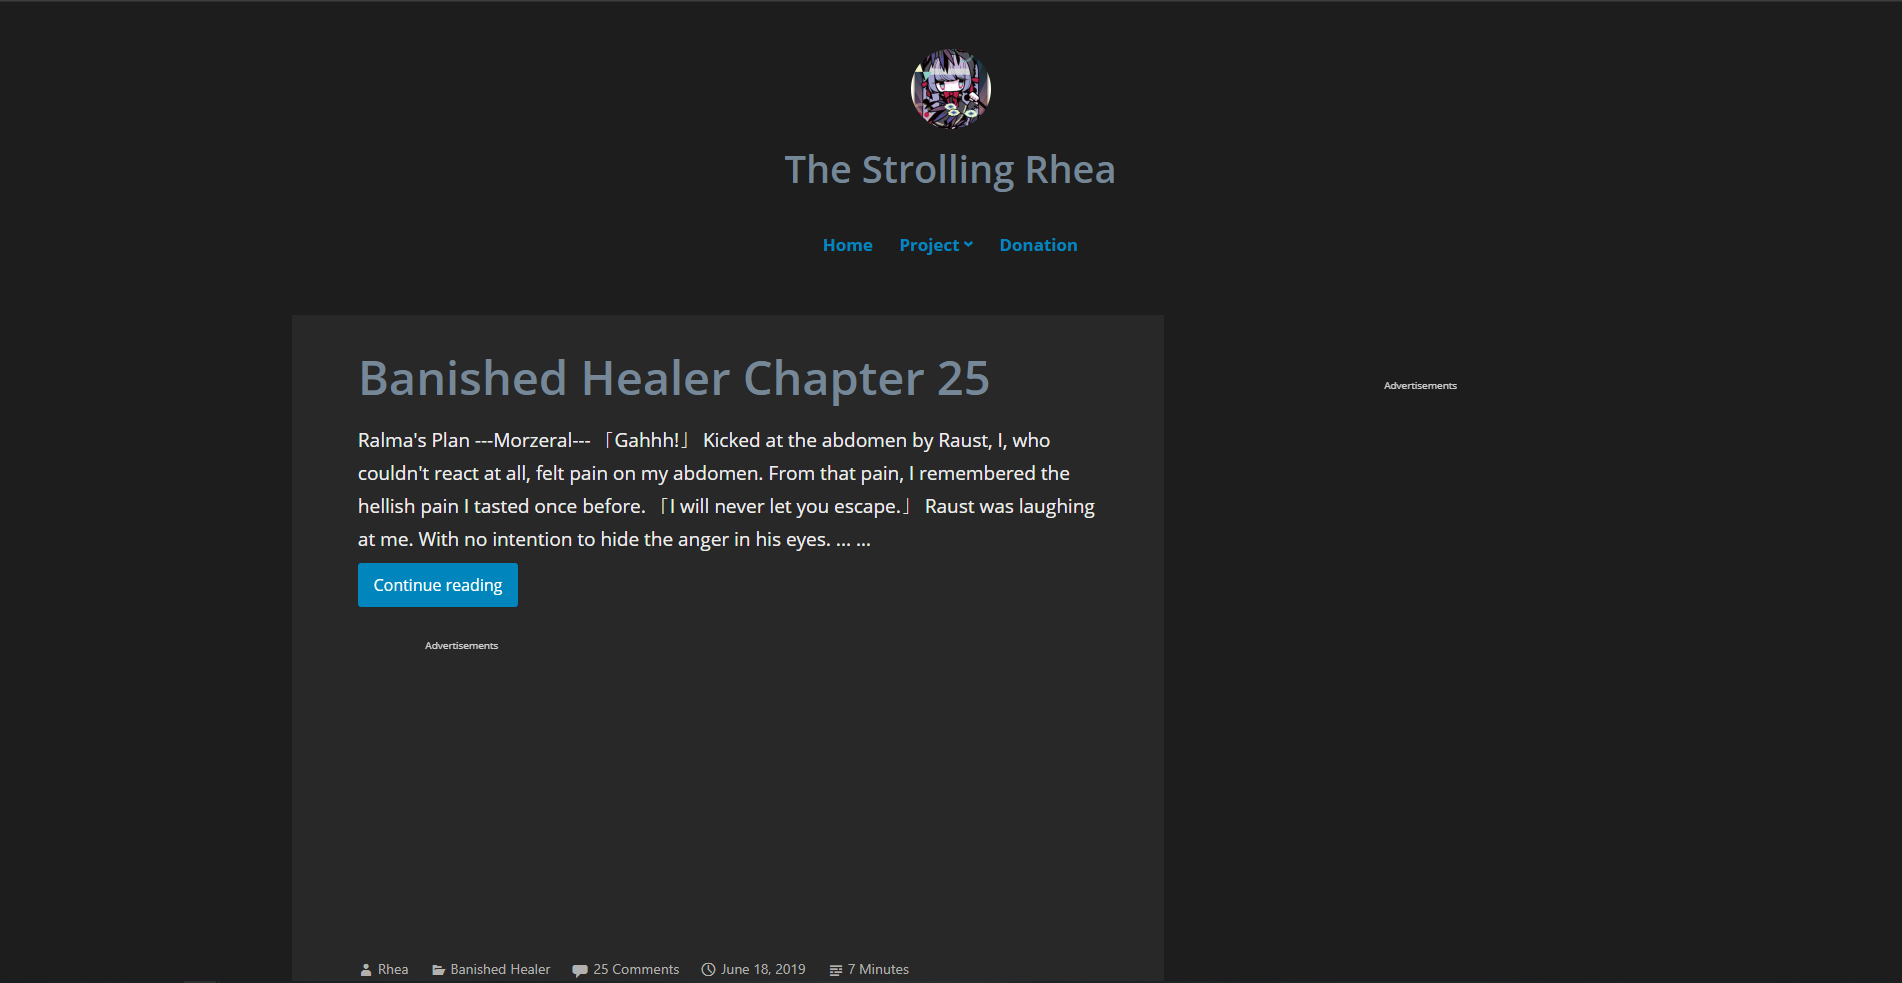 The Strolling Rhea
Home Project Donation
Banished Healer Chapter 25
Ralma's Plan ---Morzeral--- 「Gahhh!」 Kicked at the abdomen by Raust, I, who
couldn't react at all, felt pain on my abdomen. From that pain, I remembered the
hellish pain I tasted once before. 「I will never let you escape.」 Raust was laughing
at me. With no intention to hide the anger in his eyes. ... ...
Continue reading
Advertisements
Advertisements
Rhea Banished Healer 25 Comments June 18, 2019 7 Minutes